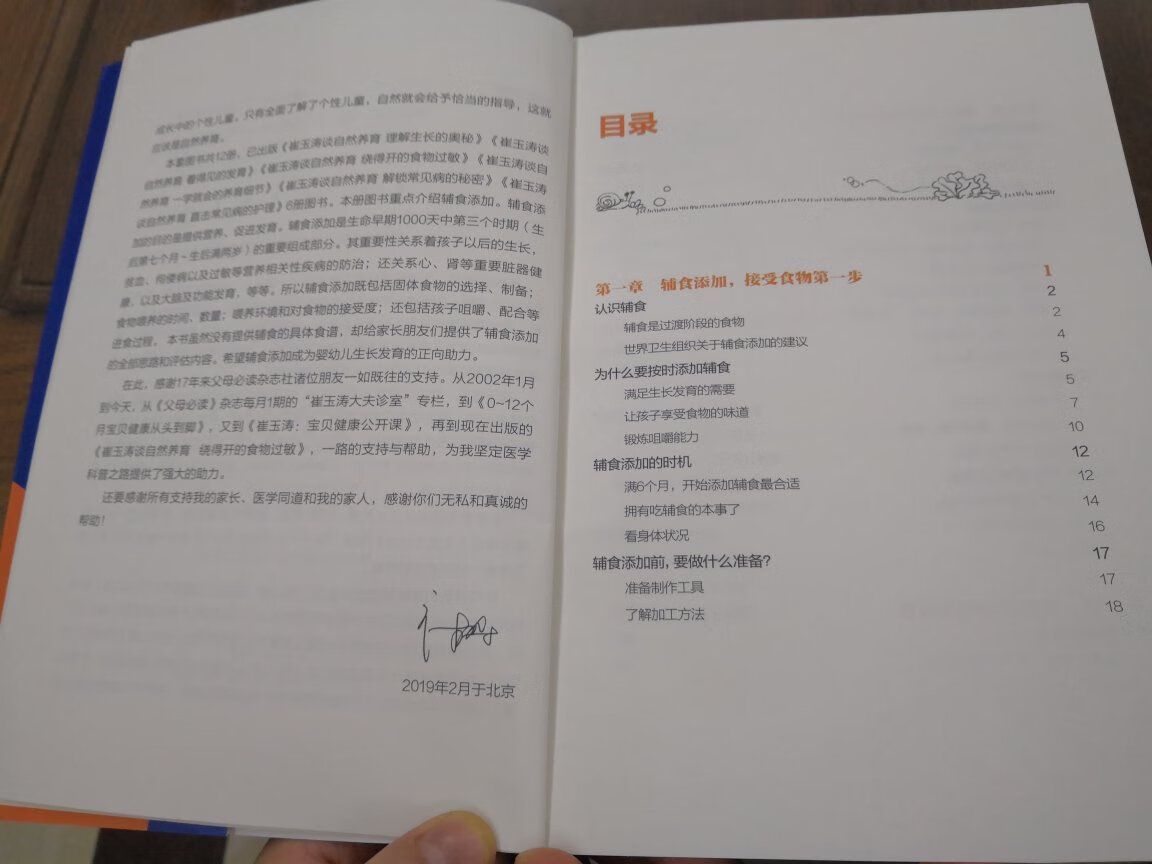 成长中的个性儿童，只有全面了解了个性儿童，自然就会给予恰当的指导，这就
应该是自然养育。
本套图书共12册，已出版《崔玉涛谈自然养育 理解生长的奥秘》《崔玉涛谈
自然养育 看得见的发育》《崔玉涛谈自然养育 绕得开的食物过敏》《崔玉涛谈自
然养育 一学就会的养育细节》《崔玉涛谈自然养育 解锁常见病的秘密》《崔玉涛
谈自然养育 直击常见病的护理》6册图书。本册图书重点介绍辅食添加。辅食添
加的目的是提供营养、促进发育。辅食添加是生命早期1000天中第三个时期（生
后第七个月~生后满两岁）的重要组成部分。其重要性关系着孩子以后的生长，
贫血、佝偻病以及过敏等营养相关性疾病的防治；还关系心、肾等重要脏器健
康，以及大脑及功能发育，等等。所以辅食添加既包括固体食物的选择、制备；
食物喂养的时间、数量；喂养环境和对食物的接受度；还包括孩子咀嚼、配合等
进食过程。本书虽然没有提供辅食的具体食谱，却给家长朋友们提供了辅食添加
的全部思路和评估内容。希望辅食添加成为婴幼儿生长发育的正向助力。
在此，感谢17年来父母必读杂志社诸位朋友一如既往的支持。从2002年1月
到今天，从《父母必读》杂志每月1期的“崔玉涛大夫诊室”专栏，到《0~12个
月宝贝健康从头到脚》，又到《崔玉涛：宝贝健康公开课》，再到现在出版的
《崔玉涛谈自然养育 绕得开的食物过敏》，一路的支持与帮助，为我坚定医学
科普之路提供了强大的助力。
还要感谢所有支持我的家长、医学同道和我的家人，感谢你们无私和真诚的
帮助！
2019年2月于北京
目录
第一章 辅食添加，接受食物第一步 1
认识辅食 2
辅食是过渡阶段的食物 2
世界卫生组织关于辅食添加的建议 4
为什么要按时添加辅食 5
满足生长发育的需要 5
让孩子享受食物的味道 7
锻炼咀嚼能力 10
辅食添加的时机 12
满6个月，开始添加辅食最合适 12
拥有吃辅食的本事了 14
看身体状况 16
辅食添加前，要做什么准备？ 17
准备制作工具 17
了解加工方法 18